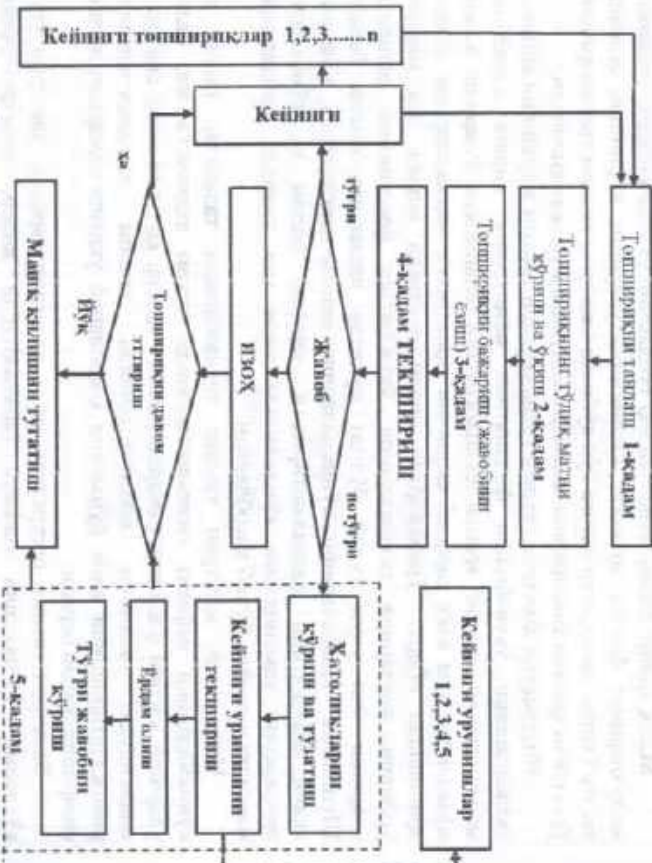 Топшириқни танлаш 1-қадам
Топшириқнинг тўлиқ матни
кўриш ва ўқиш 2-қадам
Топшириқни бажариш (жавобини
ёзиш) 3-қадам
4-қадам ТЕКШИРИШ
тўғри
Жавоб
нотўғри
ИЗОҲ
Топшириқни давом
эттириш
ҳа
Йўқ
Машқ қилишни тугатиш
Кейинги
Кейинги топшириқлар 1,2,3.......n
Кейинги урунишлар
1,2,3,4,5
Хатоликларни
кўриш ва тузатиш
Кейинги уринишни
текшириш
Ёрдам олиш
Тўғри жавобни
кўриш
5-қадам